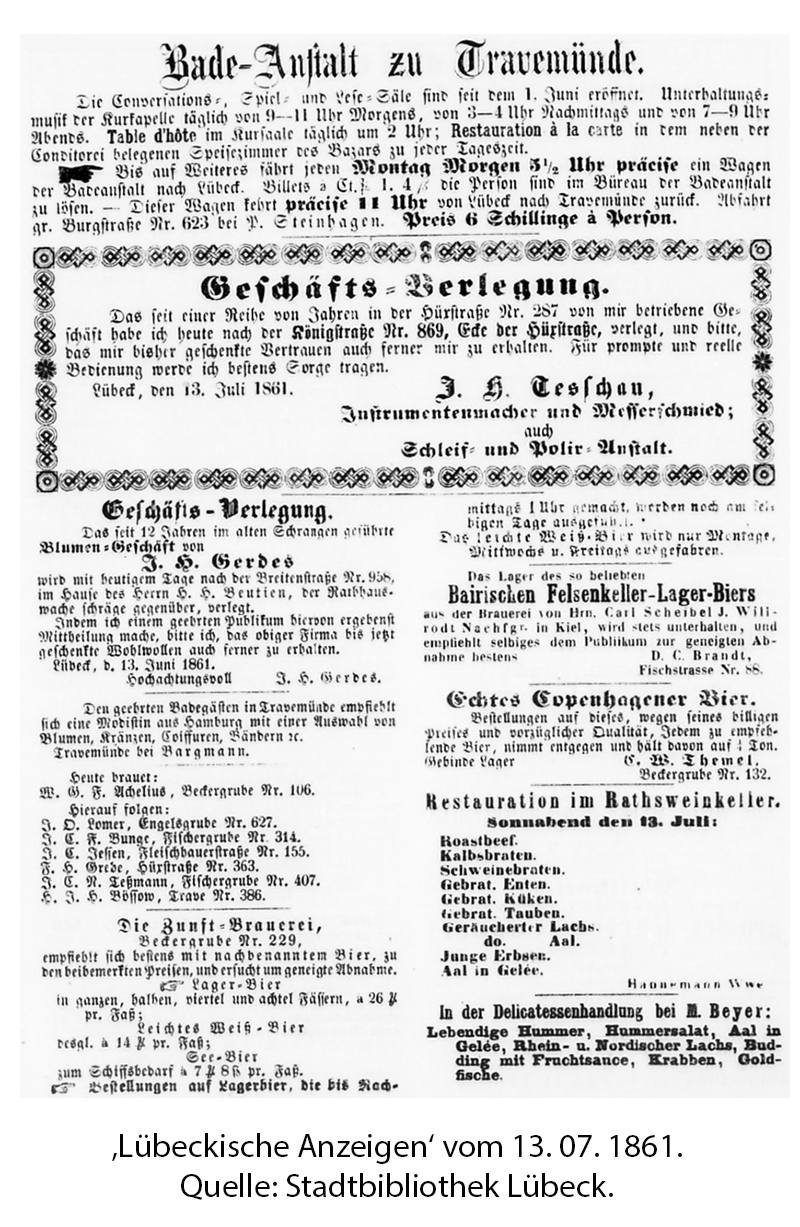 Bade-Anstalt zu Travemünde.
Die Conversations-, Spiel- und Lese-Säle sind seit dem 1. Juni eröffnet. Unterhaltungs-
musik der Kurkapelle täglich von 9—11 Uhr Morgens, von 3—4 Uhr Nachmittags und von 7—9 Uhr
Abends. Table d'hôte im Kursaale täglich um 2 Uhr; Restauration à la carte in dem neben der
Conditorei belegenen Speisezimmer des Bazars zu jeder Tageszeit.
☛ Bis auf Weiteres fährt jeden Montag Morgen 5½ Uhr präcise ein Wagen
der Badeanstalt nach Lübeck. Billets a Ct. 1. 4 ß die Person sind im Büreau der Badeanstalt
zu lösen. — Dieser Wagen kehrt präcise 11 Uhr von Lübeck nach Travemünde zurück. Abfahrt
gr. Burgstraße Nr. 623 bei P. Steinhagen. Preis 6 Schillinge à Person.
Geschäfts-Verlegung.
Das seit einer Reihe von Jahren in der Hüxstraße Nr. 287 von mir betriebene Ge-
schäft habe ich heute nach der Königstraße Nr. 869, Ecke der Hüxstraße, verlegt, und bitte,
das mir bisher geschenkte Vertrauen auch ferner mir zu erhalten. Für prompte und reelle
Bedienung werde ich bestens Sorge tragen.
Lübeck, den 13. Juli 1861.
J. H. Tesschau,
Instrumentenmacher und Messerschmied;
auch
Schleif- und Polir-Anstalt.
Geschäfts-Verlegung.
Das seit 12 Jahren im alten Schrangen geführte
Blumen-Geschäft von
J. H. Gerdes
wird mit heutigem Tage nach der Breitenstraße Nr. 958,
im Hause des Herrn H. H. Beutien, der Rathhaus-
wache schräge gegenüber, verlegt.
Indem ich einem geehrten Publikum hiervon ergebenst
Mittheilung mache, bitte ich, das obiger Firma bis jetzt
geschenkte Wohlwollen auch ferner zu erhalten.
Lübeck, d. 13. Juni 1861.
Hochachtungsvoll J. H. Gerdes.
Den geehrten Badegästen in Travemünde empfiehlt
sich eine Modistin aus Hamburg mit einer Auswahl von
Blumen, Kränzen, Coiffuren, Bändern ꝛc.
Travemünde bei Bargmann.
Heute brauet:
W. G. F. Achelius, Beckergrube Nr. 106.
Hierauf folgen:
J. D. Lomer, Engelsgrube Nr. 627.
J. C. F. Bunge, Fischergrube Nr. 314.
J. C. Jessen, Fleischhauerstraße Nr. 155.
F. H. Grede, Hüxstraße Nr. 363.
J. C. N. Teßmann, Fischergrube Nr. 407.
H. J. H. Bössow, Trave Nr. 386.
Die Zunft-Brauerei,
Beckergrube Nr. 229,
empfiehlt sich bestens mit nachbenanntem Bier, zu
den beibemerkten Preisen, und ersucht um geneigte Abnahme.
☞ Lager-Bier
in ganzen, halben, viertel und achtel Fässern, a 26 ₰
pr. Faß;
Leichtes Weiß-Bier
desgl. à 14 ₰ pr. Faß;
See-Bier
zum Schiffsbedarf à 7 ₰ 8 ß pr. Faß.
☞ Bestellungen auf Lagerbier, die bis Nach-
mittags 1 Uhr gemacht, werden noch am sel-
bigen Tage ausgeführt.
Das leichte Weiß-Bier wird nur Montags,
Mittwochs u. Freitags ausgefahren.
Das Lager des so beliebten
Bairischen Felsenkeller-Lager-Biers
aus der Brauerei von Hrn. Carl Scheibel J. Will-
rodt Nachfgr. in Kiel, wird stets unterhalten, und
empfiehlt selbiges dem Publikum zur geneigten Ab-
nahme bestens D. C. Brandt,
Fischstrasse Nr. 88.
Echtes Copenhagener Bier.
Bestellungen auf dieses, wegen seines billigen
Preises und vorzüglicher Qualität, Jedem zu empfeh-
lende Bier, nimmt entgegen und hält davon auf Ton.
Gebinde Lager C. W. Themel,
Beckergrube Nr. 132.
Restauration im Rathsweinkeller.
Sonnabend den 13. Juli:
Roastbeef.
Kalbsbraten.
Schweinebraten.
Gebrat. Enten.
Gebrat. Küken.
Gebrat. Tauben.
Geräucherter Lachs.
do. Aal.
Junge Erbsen.
Aal in Gelée.
Hannemann Wwe
In der Delicatessenhandlung bei M. Beyer:
Lebendige Hummer, Hummersalat, Aal in
Gelée, Rhein- u. Nordischer Lachs, Bud-
ding mit Fruchtsauce, Krabben, Gold-
fische.
‚Lübeckische Anzeigen‘ vom 13. 07. 1861.
Quelle: Stadtbibliothek Lübeck.